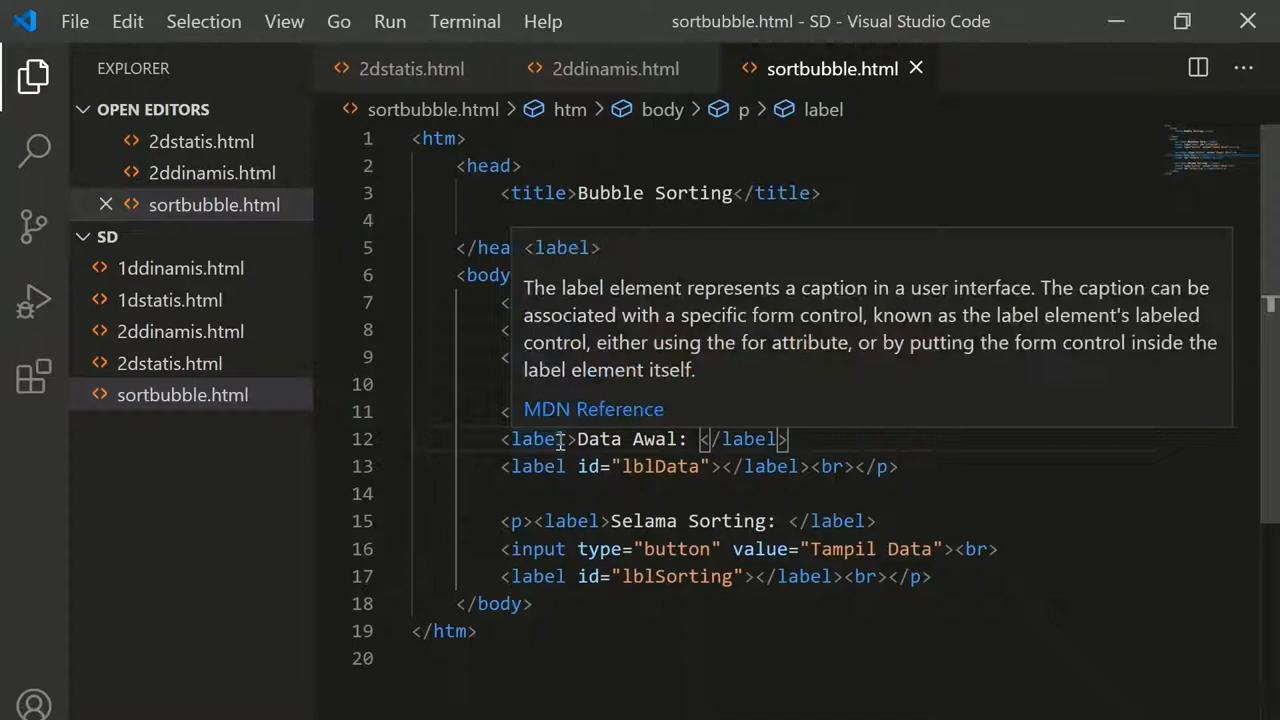 File Edit Selection View Go Run Terminal Help sortbubble.html - SD - Visual Studio Code
EXPLORER
OPEN EDITORS
2dstatis.html
2ddinamis.html
sortbubble.html
SD
1ddinamis.html
1dstatis.html
2ddinamis.html
2dstatis.html
sortbubble.html
2dstatis.html 2ddinamis.html sortbubble.html
sortbubble.html > htm > body > p > label
1 <htm>
2 <head>
3 <title>Bubble Sorting</title>
4
5 </hea
6 <body
7 <
8 <
9 <
10
11 <
<label>
The label element represents a caption in a user interface. The caption can be
associated with a specific form control, known as the label element's labeled
control, either using the for attribute, or by putting the form control inside the
label element itself.
MDN Reference
12 <label>Data Awal: </label>
13 <label id="lblData"></label><br></p>
14
15 <p><label>Selama Sorting: </label>
16 <input type="button" value="Tampil Data"><br>
17 <label id="lblSorting"></label><br></p>
18 </body>
19 </htm>
20